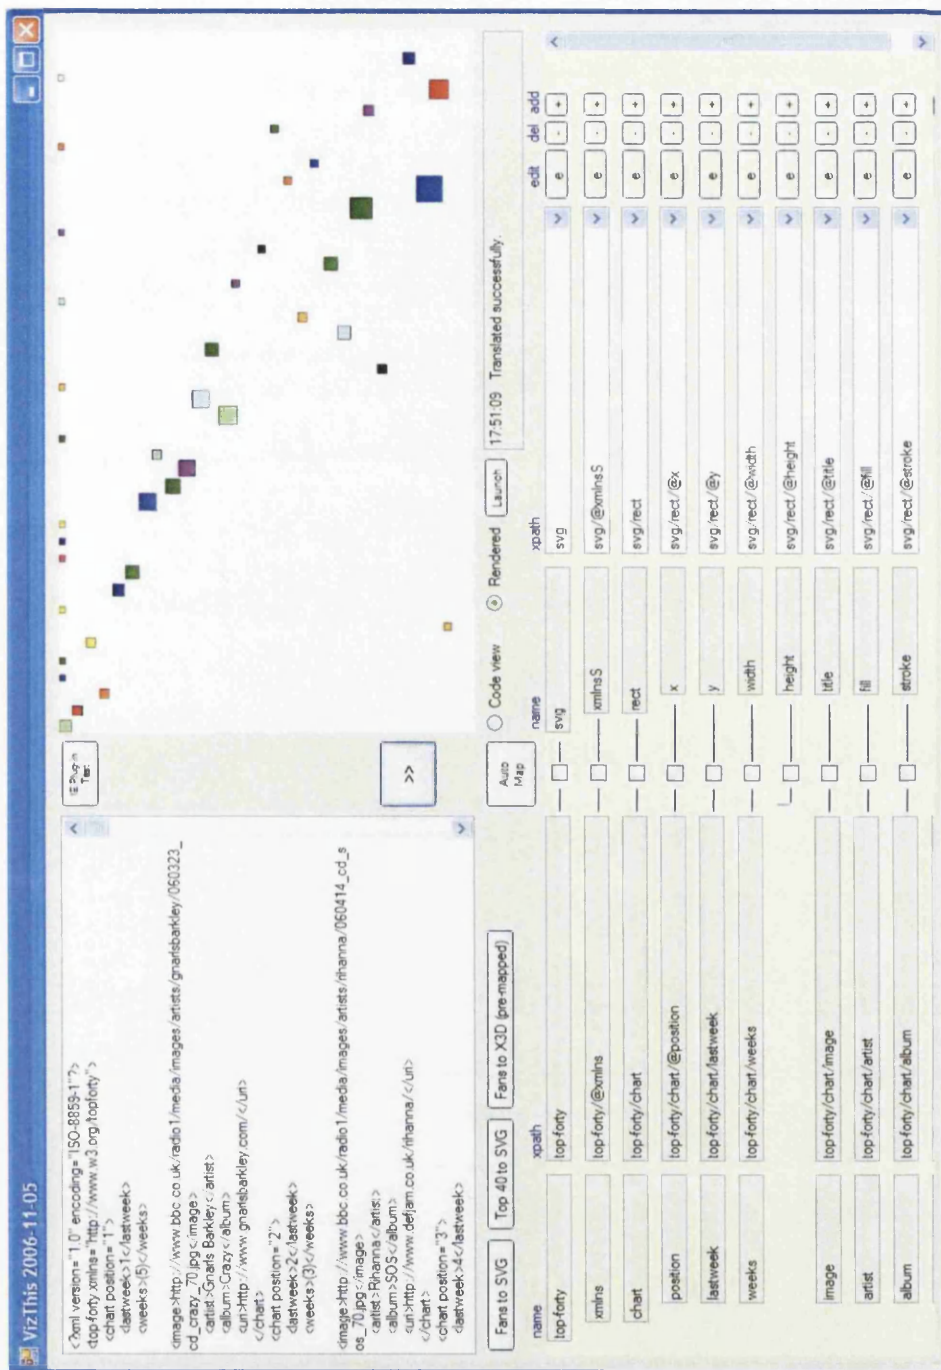 VizThis 2006-11-05
<?xml version="1.0" encoding="ISO-8859-1"?>
<top-forty xmlns="http://www.w3.org/topforty">
<chart position="1">
<lastweek>1</lastweek>
<weeks>(5)</weeks>
<image>http://www.bbc.co.uk/radio1/media/images/artists/gnarlsbarkley/060323_
cd_crazy_70.jpg</image>
<artist>Gnarls Barkley</artist>
<album>Crazy</album>
<uri>http://www.gnarlsbarkley.com/</uri>
</chart>
<chart position="2">
<lastweek>2</lastweek>
<weeks>(3)</weeks>
<image>http://www.bbc.co.uk/radio1/media/images/artists/rihanna/060414_cd_s
os_70.jpg</image>
<artist>Rihanna</artist>
<album>SOS</album>
<uri>http://www.defjam.co.uk/rihanna/</uri>
</chart>
<chart position="3">
<lastweek>4</lastweek>
IE Plug-in
Test
>>
Fans to SVG Top 40 to SVG Fans to X3D (pre-mapped)
Auto
Map
Code view Rendered Launch 17:51:09 Translated successfully.
name xpath name xpath edit del add
top-forty top-forty svg svg e - +
xmlns top-forty/@xmlns xmlnsS svg/@xmlnsS e - +
chart top-forty/chart rect svg/rect e - +
position top-forty/chart/@position x svg/rect/@x e - +
lastweek top-forty/chart/lastweek y svg/rect/@y e - +
weeks top-forty/chart/weeks width svg/rect/@width e - +
height svg/rect/@height e - +
image top-forty/chart/image title svg/rect/@title e - +
artist top-forty/chart/artist fill svg/rect/@fill e - +
album top-forty/chart/album stroke svg/rect/@stroke e - +